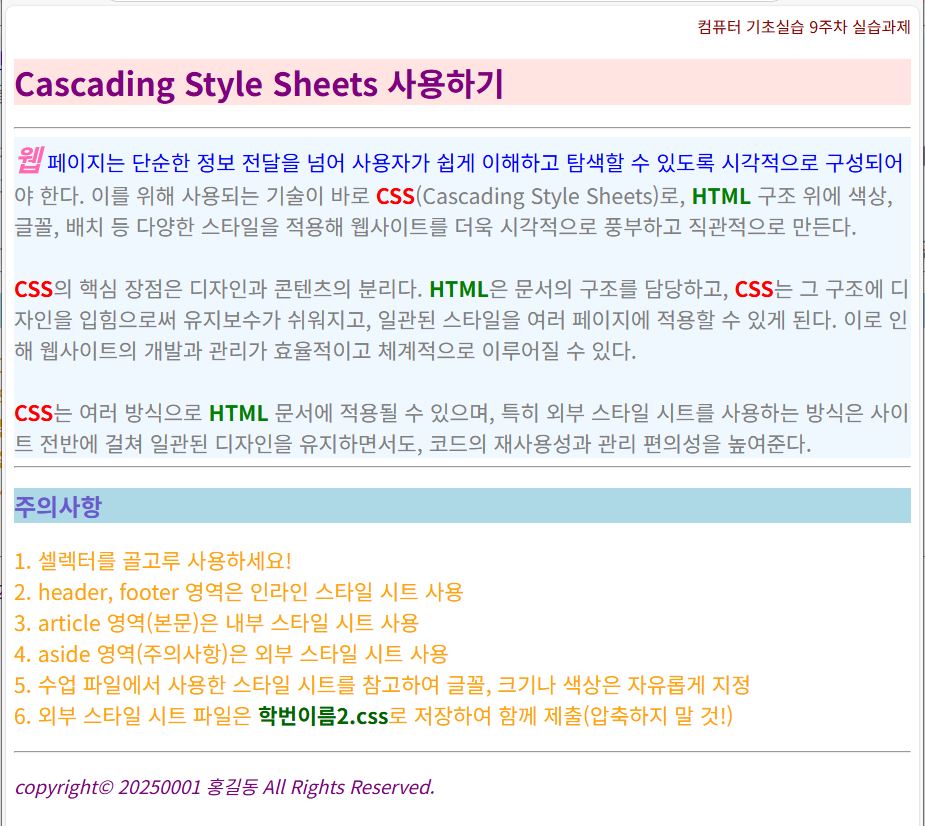 컴퓨터 기초실습 9주차 실습과제
Cascading Style Sheets 사용하기
웹 페이지는 단순한 정보 전달을 넘어 사용자가 쉽게 이해하고 탐색할 수 있도록 시각적으로 구성되어
야 한다. 이를 위해 사용되는 기술이 바로 CSS(Cascading Style Sheets)로, HTML 구조 위에 색상,
글꼴, 배치 등 다양한 스타일을 적용해 웹사이트를 더욱 시각적으로 풍부하고 직관적으로 만든다.
CSS의 핵심 장점은 디자인과 콘텐츠의 분리다. HTML은 문서의 구조를 담당하고, CSS는 그 구조에 디
자인을 입힘으로써 유지보수가 쉬워지고, 일관된 스타일을 여러 페이지에 적용할 수 있게 된다. 이로 인
해 웹사이트의 개발과 관리가 효율적이고 체계적으로 이루어질 수 있다.
CSS는 여러 방식으로 HTML 문서에 적용될 수 있으며, 특히 외부 스타일 시트를 사용하는 방식은 사이
트 전반에 걸쳐 일관된 디자인을 유지하면서도, 코드의 재사용성과 관리 편의성을 높여준다.
주의사항
1. 셀렉터를 골고루 사용하세요!
2. header, footer 영역은 인라인 스타일 시트 사용
3. article 영역(본문)은 내부 스타일 시트 사용
4. aside 영역(주의사항)은 외부 스타일 시트 사용
5. 수업 파일에서 사용한 스타일 시트를 참고하여 글꼴, 크기나 색상은 자유롭게 지정
6. 외부 스타일 시트 파일은 학번이름2.css로 저장하여 함께 제출(압축하지 말 것!)
copyright© 20250001 홍길동 All Rights Reserved.